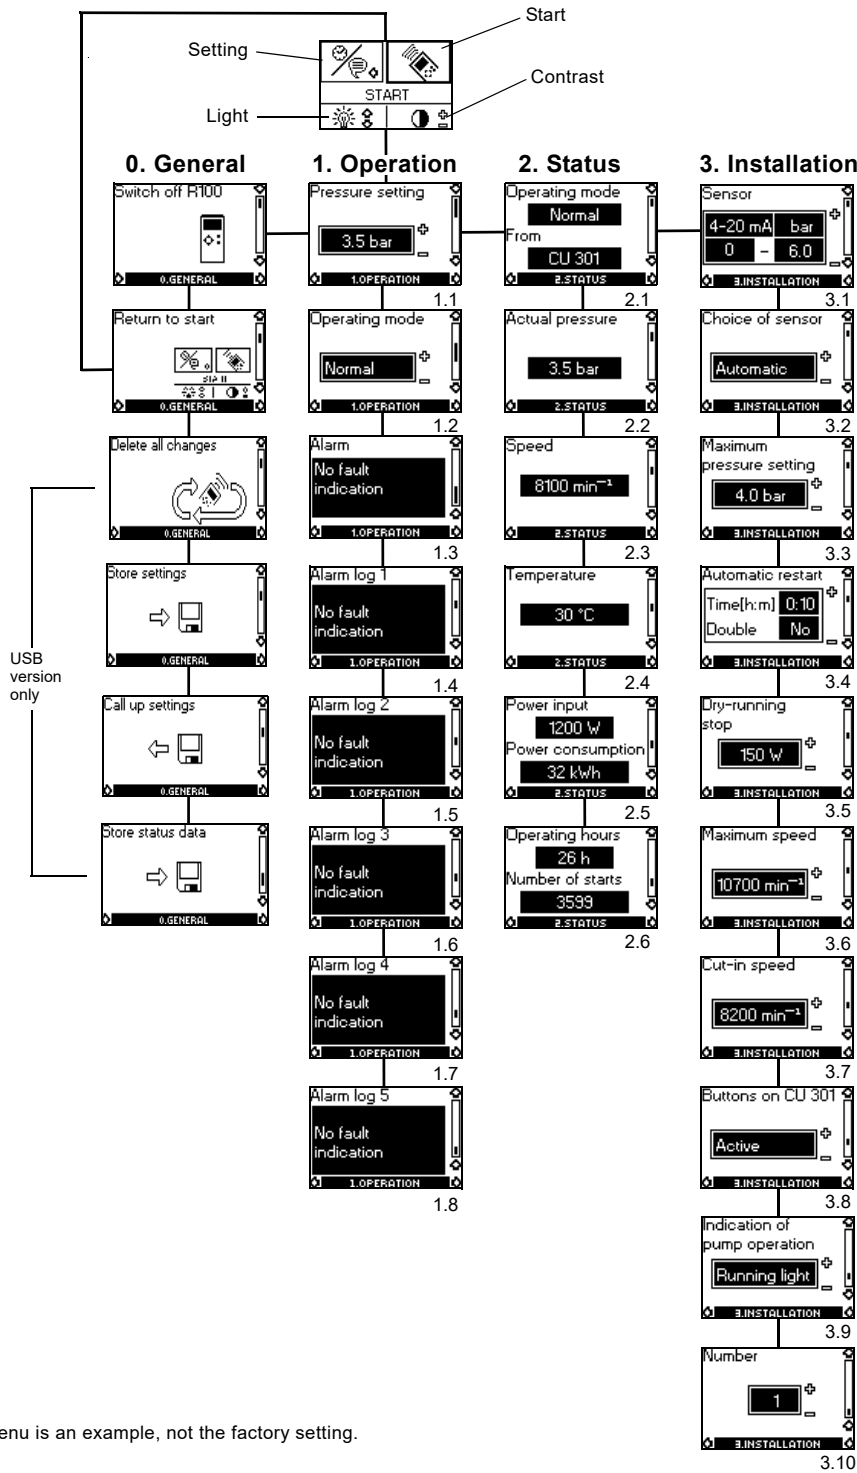 Start
Setting
Contrast
START
Light
0. General
Switch off R100
0.GENERAL
Return to start
START
0.GENERAL
Delete all changes
0.GENERAL
Store settings
0.GENERAL
Call up settings
0.GENERAL
Store status data
0.GENERAL
USB
version
only
1. Operation
Pressure setting
3.5 bar
1.OPERATION
1.1
Operating mode
Normal
1.OPERATION
1.2
Alarm
No fault
indication
1.OPERATION
1.3
Alarm log 1
No fault
indication
1.OPERATION
1.4
Alarm log 2
No fault
indication
1.OPERATION
1.5
Alarm log 3
No fault
indication
1.OPERATION
1.6
Alarm log 4
No fault
indication
1.OPERATION
1.7
Alarm log 5
No fault
indication
1.OPERATION
1.8
2. Status
Operating mode
Normal
From
CU 301
2.STATUS
2.1
Actual pressure
3.5 bar
2.STATUS
2.2
Speed
8100 min⁻¹
2.STATUS
2.3
Temperature
30 °C
2.STATUS
2.4
Power input
1200 W
Power consumption
32 kWh
2.STATUS
2.5
Operating hours
26 h
Number of starts
3599
2.STATUS
2.6
3. Installation
Sensor
4-20 mA bar
0 - 6.0
3.INSTALLATION
3.1
Choice of sensor
Automatic
3.INSTALLATION
3.2
Maximum
pressure setting
4.0 bar
3.INSTALLATION
3.3
Automatic restart
Time[h:m] 0:10
Double No
3.INSTALLATION
3.4
Dry-running
stop
150 W
3.INSTALLATION
3.5
Maximum speed
10700 min⁻¹
3.INSTALLATION
3.6
Cut-in speed
8200 min⁻¹
3.INSTALLATION
3.7
Buttons on CU 301
Active
3.INSTALLATION
3.8
Indication of
pump operation
Running light
3.INSTALLATION
3.9
Number
1
3.INSTALLATION
3.10
enu is an example, not the factory setting.